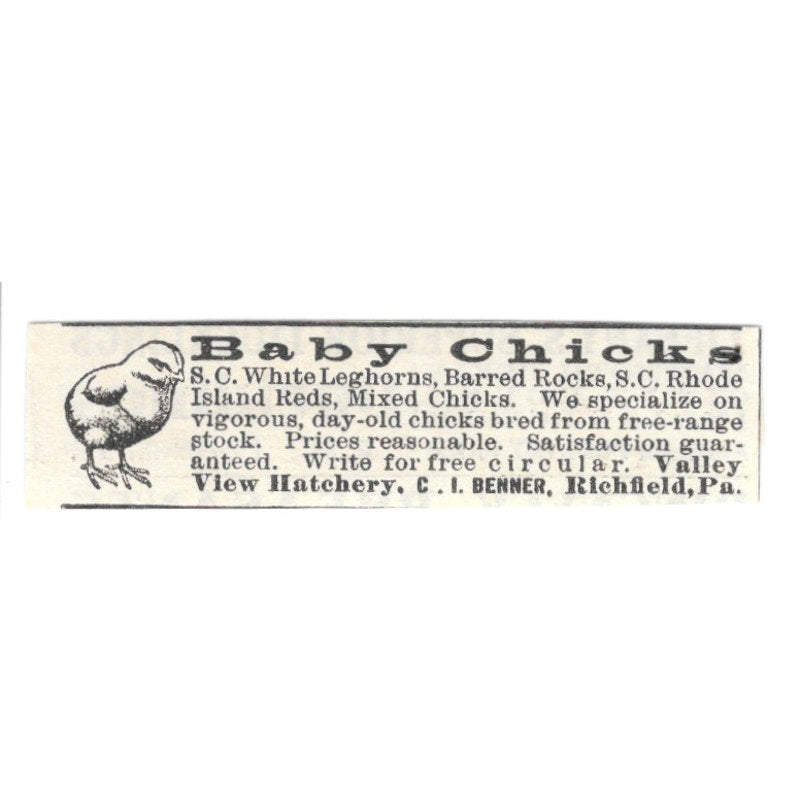 Baby Chicks
S. C. White Leghorns, Barred Rocks, S. C. Rhode
Island Reds, Mixed Chicks. We specialize on
vigorous, day-old chicks bred from free-range
stock. Prices reasonable. Satisfaction guar-
anteed. Write for free circular. Valley
View Hatchery, C. I. BENNER, Richfield, Pa.